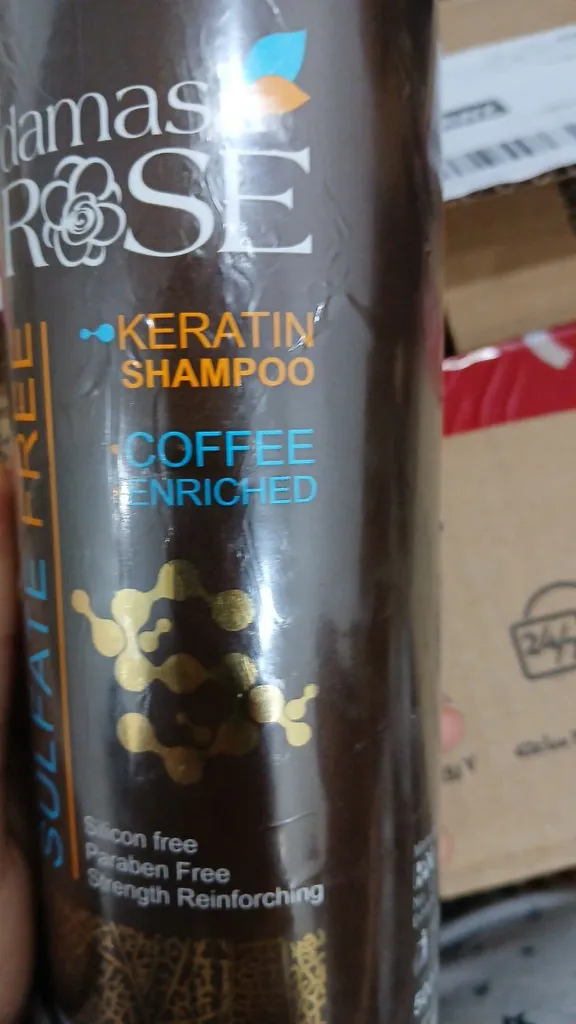 damas
ROSE
KERATIN
SHAMPOO
COFFEE
ENRICHED
SULFATE FREE
Silicon free
Paraben Free
Strength Reinforching